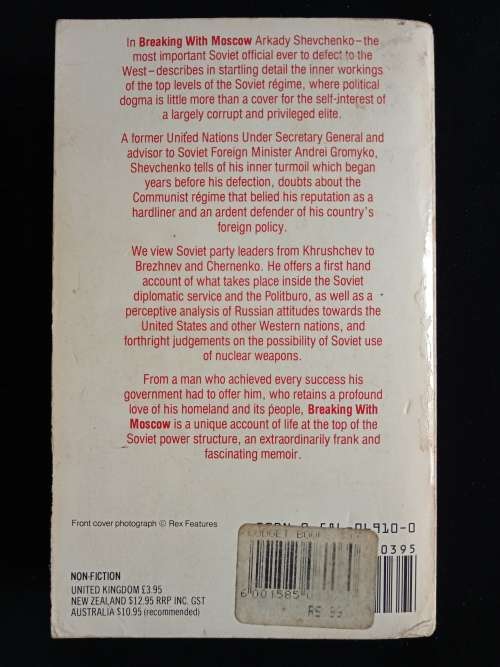 In Breaking With Moscow Arkady Shevchenko–the
most important Soviet official ever to defect to the
West–describes in startling detail the inner workings
of the top levels of the Soviet régime, where political
dogma is little more than a cover for the self-interest of
a largely corrupt and privileged elite.
A former United Nations Under Secretary General and
advisor to Soviet Foreign Minister Andrei Gromyko,
Shevchenko tells of his inner turmoil which began
years before his defection, doubts about the
Communist régime that belied his reputation as a
hardliner and an ardent defender of his country's
foreign policy.
We view Soviet party leaders from Khrushchev to
Brezhnev and Chernenko. He offers a first hand
account of what takes place inside the Soviet
diplomatic service and the Politburo, as well as a
perceptive analysis of Russian attitudes towards the
United States and other Western nations, and
forthright judgements on the possibility of Soviet use
of nuclear weapons.
From a man who achieved every success his
government had to offer him, who retains a profound
love of his homeland and its people, Breaking With
Moscow is a unique account of life at the top of the
Soviet power structure, an extraordinarily frank and
fascinating memoir.
Front cover photograph © Rex Features
-0
0395
6 001585
NON-FICTION
UNITED KINGDOM £3.95
NEW ZEALAND $12.95 RRP INC. GST
AUSTRALIA $10.95 (recommended)